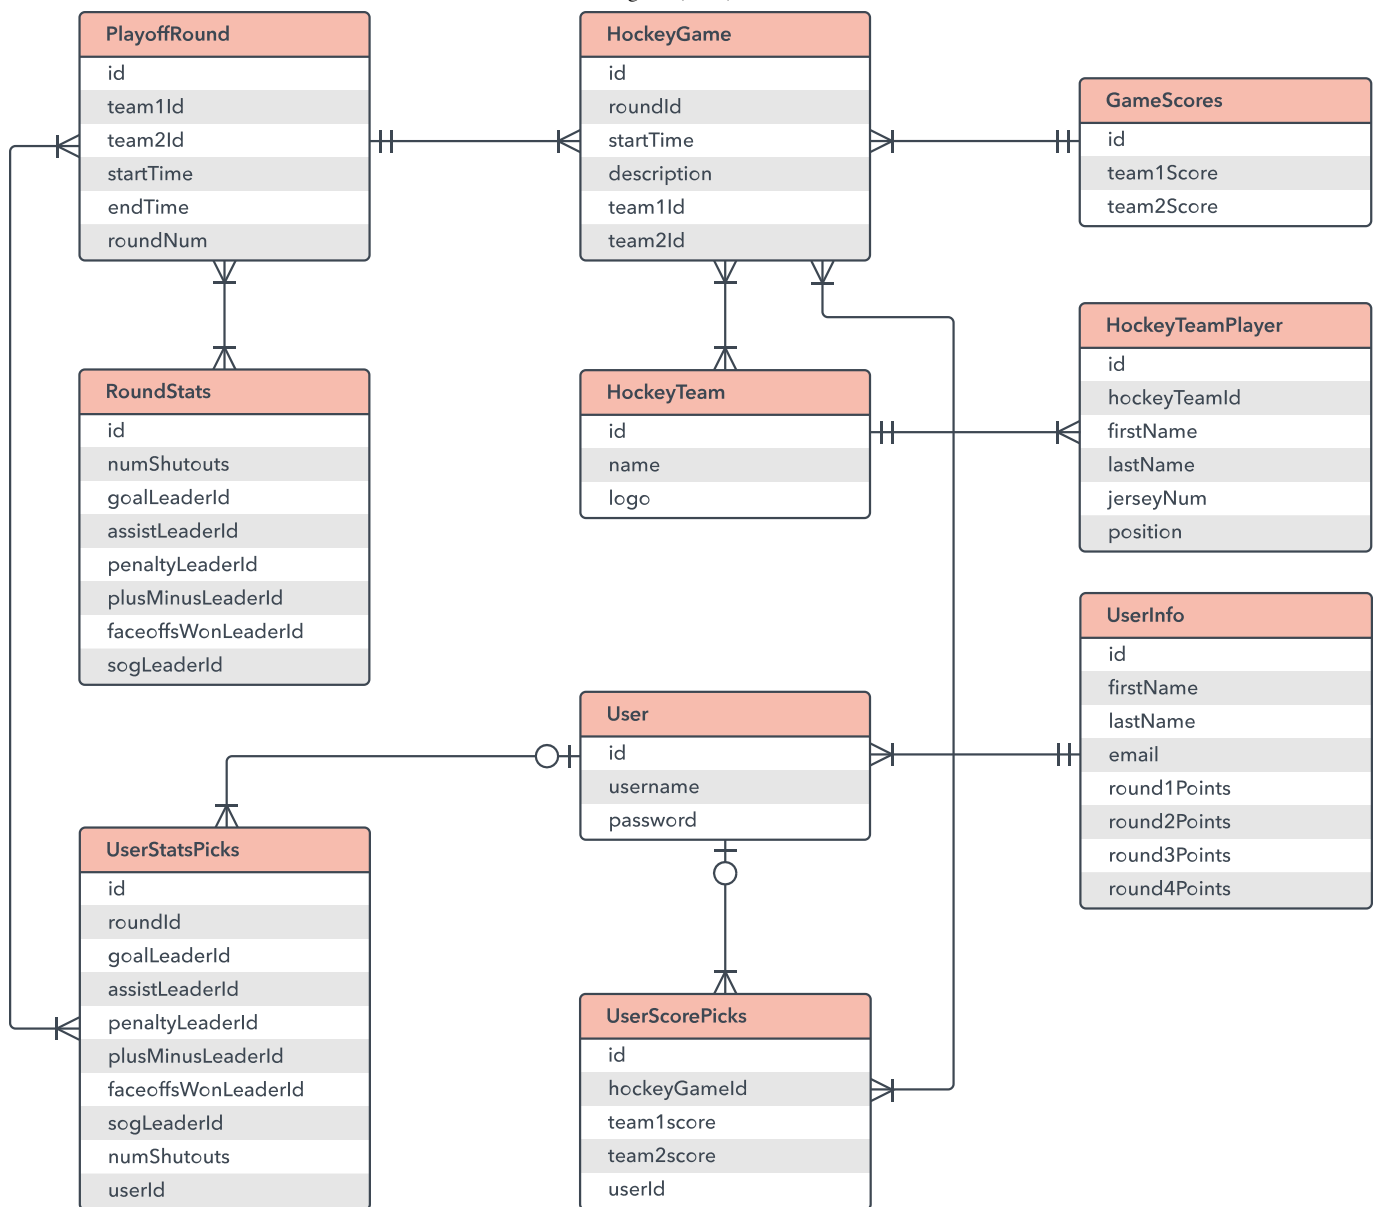 PlayoffRound
id
team1Id
team2Id
startTime
endTime
roundNum
HockeyGame
id
roundId
startTime
description
team1Id
team2Id
GameScores
id
team1Score
team2Score
RoundStats
id
numShutouts
goalLeaderId
assistLeaderId
penaltyLeaderId
plusMinusLeaderId
faceoffsWonLeaderId
sogLeaderId
HockeyTeam
id
name
logo
HockeyTeamPlayer
id
hockeyTeamId
firstName
lastName
jerseyNum
position
User
id
username
password
UserInfo
id
firstName
lastName
email
round1Points
round2Points
round3Points
round4Points
UserStatsPicks
id
roundId
goalLeaderId
assistLeaderId
penaltyLeaderId
plusMinusLeaderId
faceoffsWonLeaderId
sogLeaderId
numShutouts
userId
UserScorePicks
id
hockeyGameId
team1score
team2score
userId